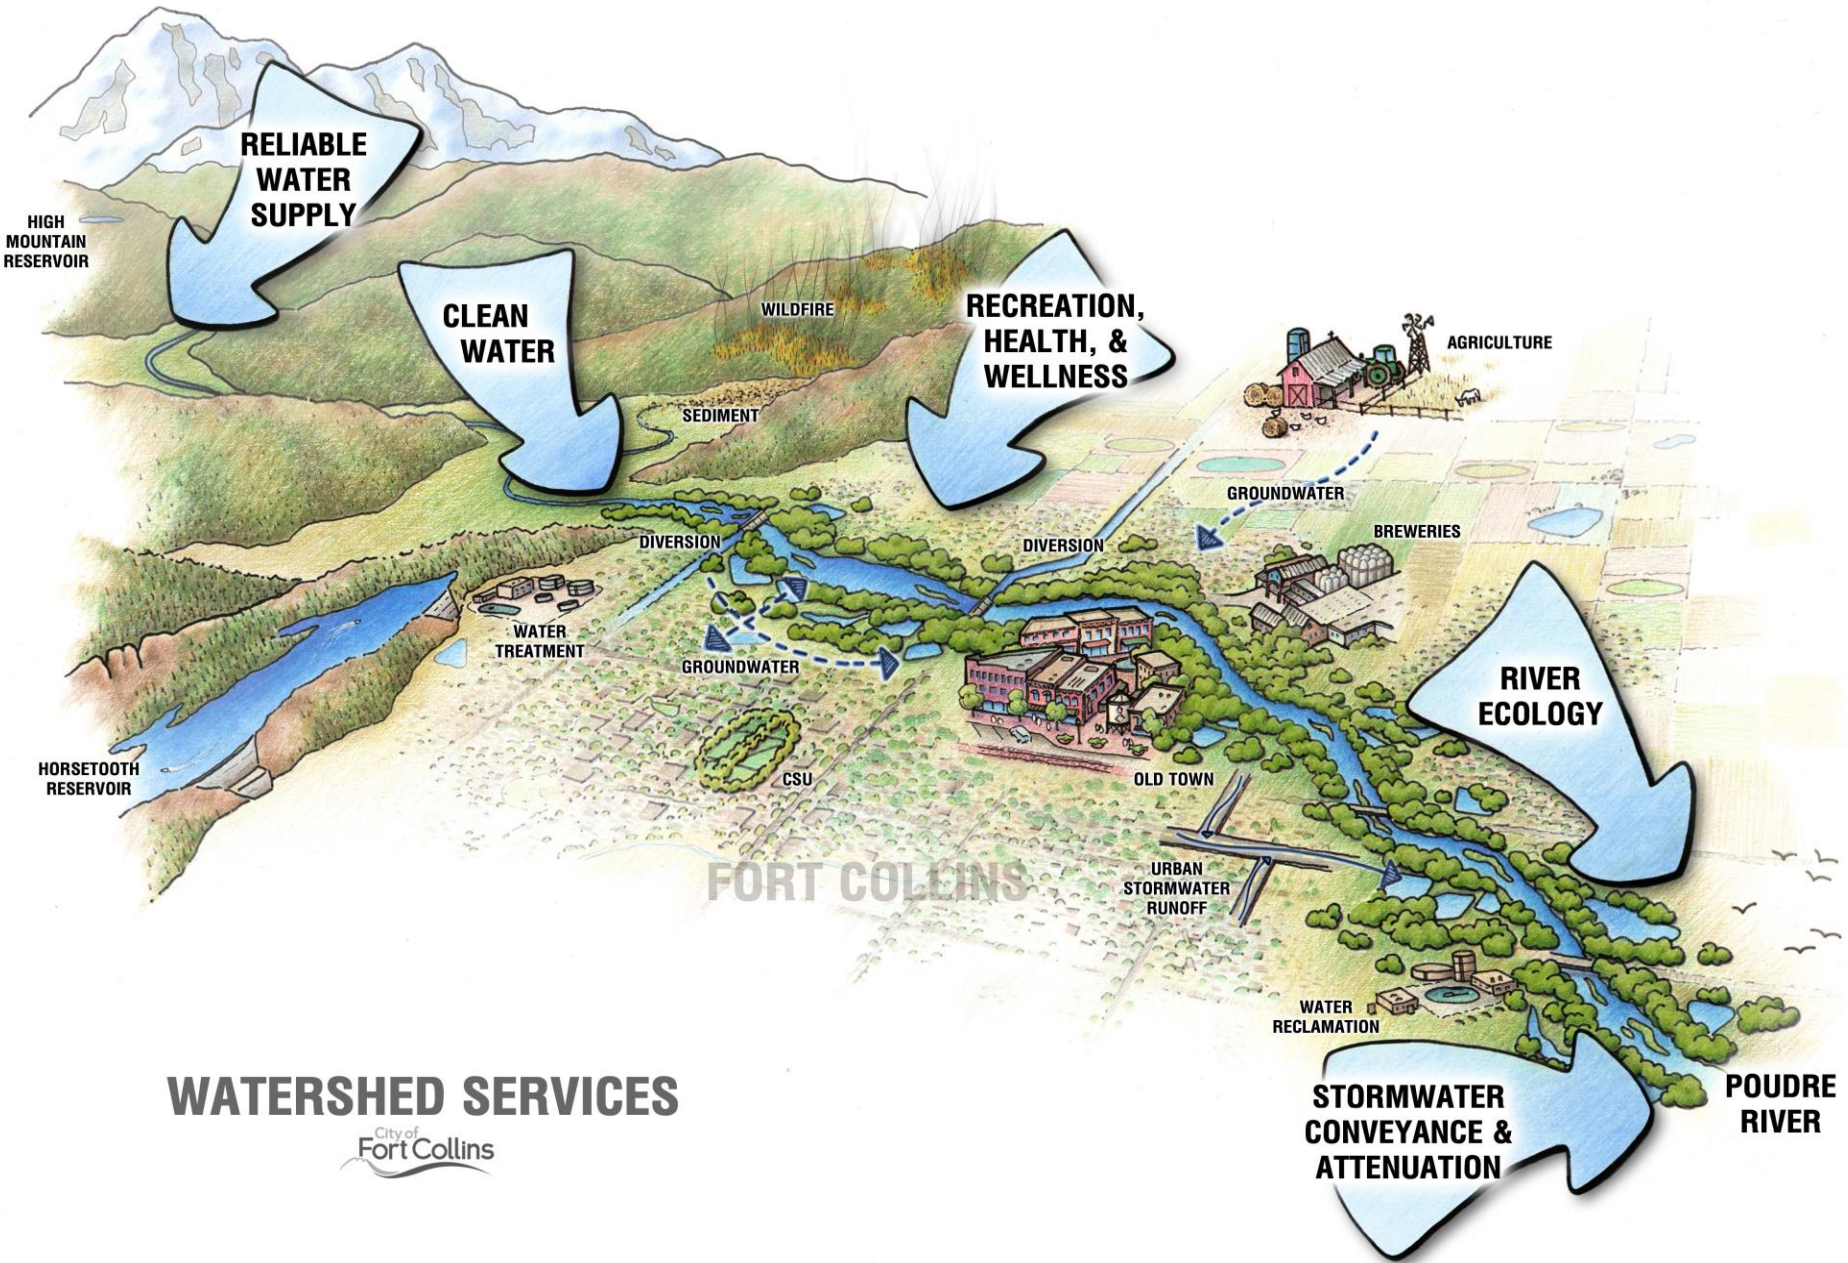 RELIABLE
WATER
SUPPLY
HIGH
MOUNTAIN
RESERVOIR
CLEAN
WATER
WILDFIRE
RECREATION,
HEALTH, &
WELLNESS
AGRICULTURE
SEDIMENT
GROUNDWATER
BREWERIES
DIVERSION
DIVERSION
WATER
TREATMENT
GROUNDWATER
RIVER
ECOLOGY
HORSETOOTH
RESERVOIR
CSU
OLD TOWN
FORT COLLINS
URBAN
STORMWATER
RUNOFF
WATER
RECLAMATION
STORMWATER
CONVEYANCE &
ATTENUATION
POUDRE
RIVER
WATERSHED SERVICES
City of
Fort Collins